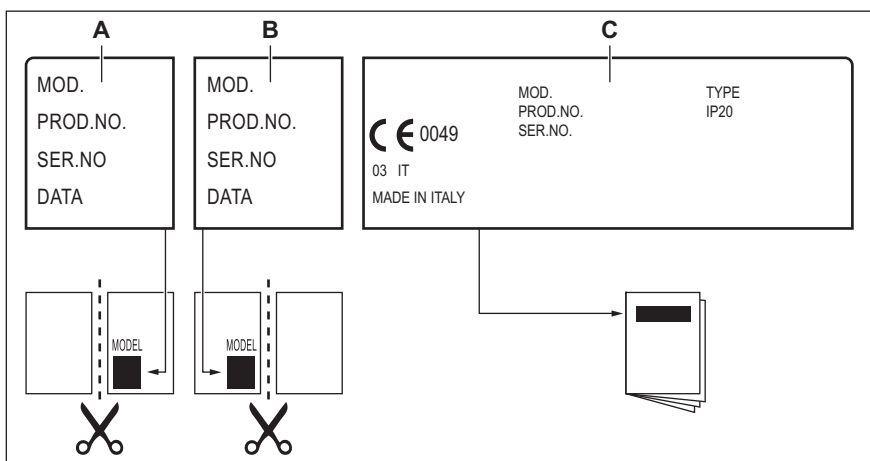 A
B
C
MOD.
PROD.NO.
SER.NO
DATA
MOD.
PROD.NO.
SER.NO
DATA
MOD.
PROD.NO.
SER.NO.
TYPE
IP20
CE 0049
03 IT
MADE IN ITALY
MODEL
MODEL